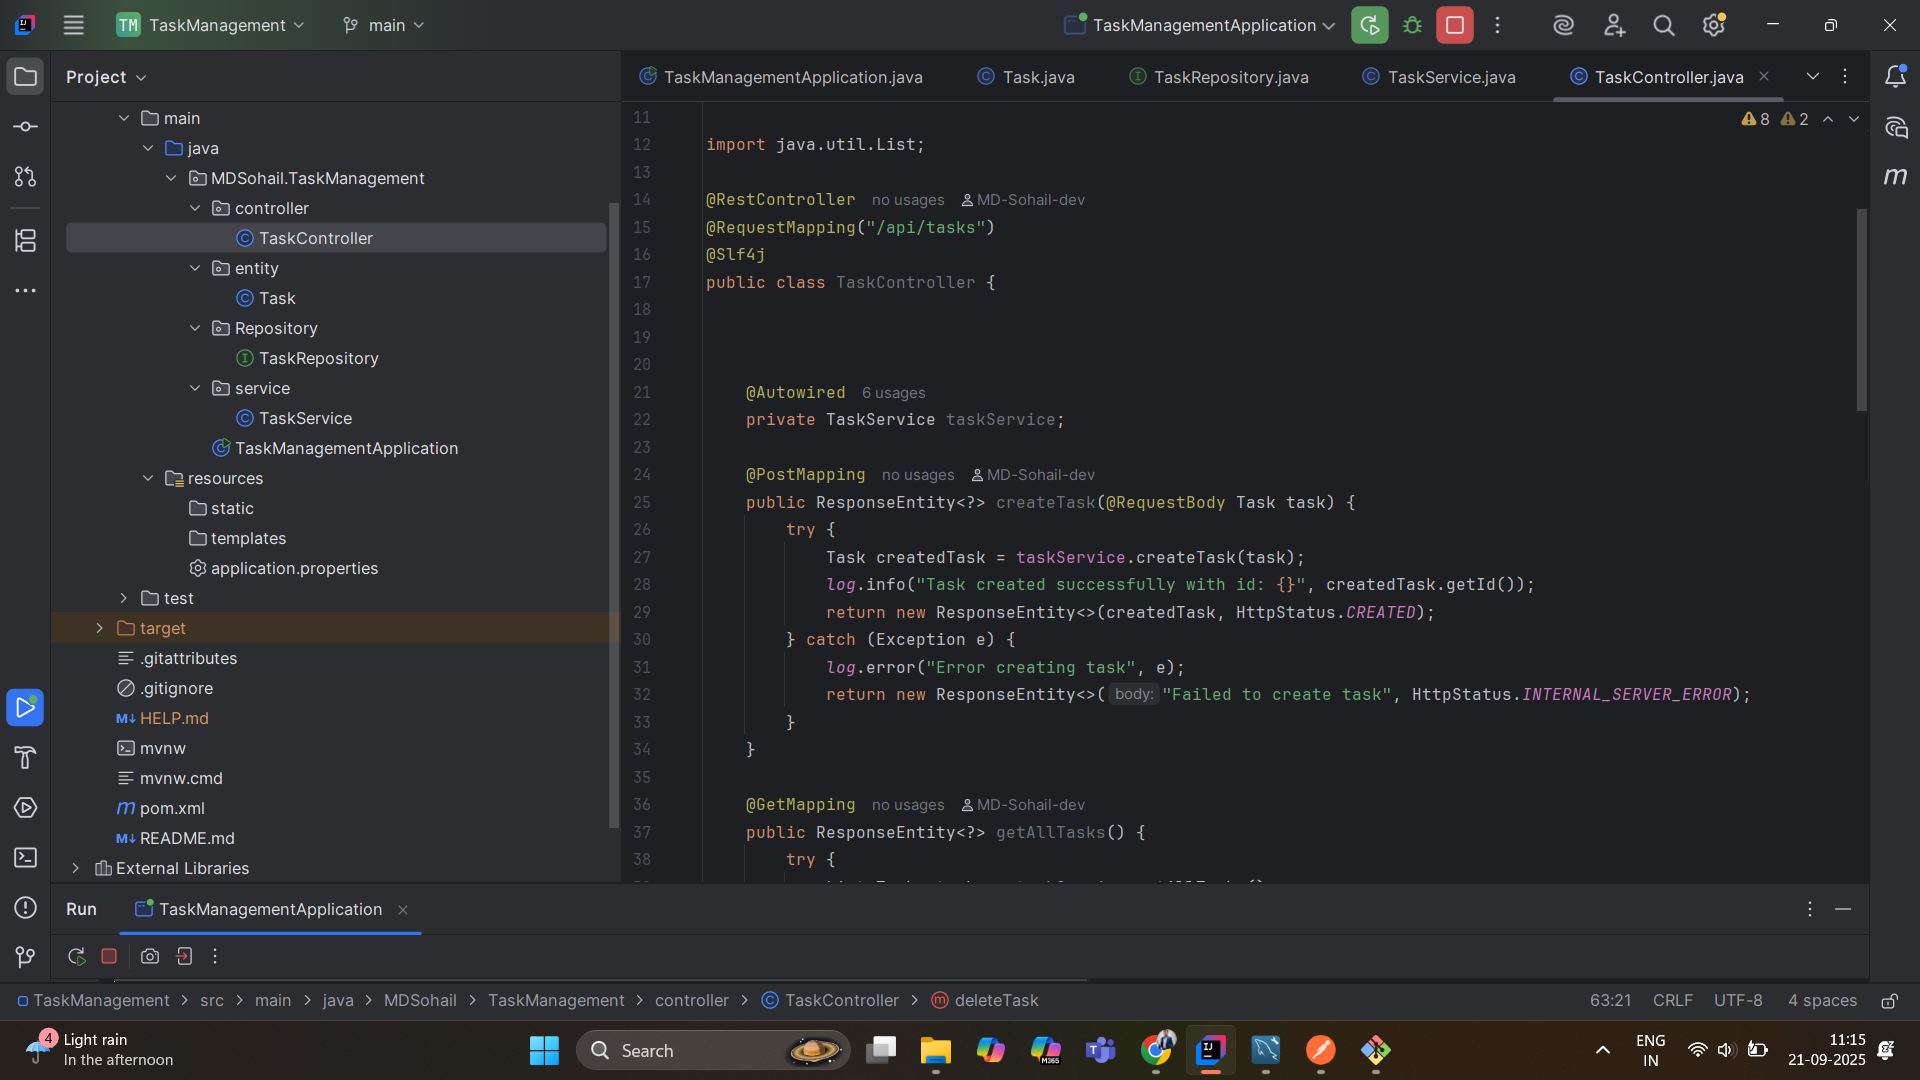 TM TaskManagement main TaskManagementApplication
Project
main
java
MDSohail.TaskManagement
controller
TaskController
entity
Task
Repository
TaskRepository
service
TaskService
TaskManagementApplication
resources
static
templates
application.properties
test
target
.gitattributes
.gitignore
M↓ HELP.md
mvnw
mvnw.cmd
m pom.xml
M↓ README.md
External Libraries
TaskManagementApplication.java Task.java TaskRepository.java TaskService.java TaskController.java
8 2
m
11
12 import java.util.List;
13
14 @RestController no usages MD-Sohail-dev
15 @RequestMapping("/api/tasks")
16 @Slf4j
17 public class TaskController {
18
19
20
21 @Autowired 6 usages
22 private TaskService taskService;
23
24 @PostMapping no usages MD-Sohail-dev
25 public ResponseEntity<?> createTask(@RequestBody Task task) {
26 try {
27 Task createdTask = taskService.createTask(task);
28 log.info("Task created successfully with id: {}", createdTask.getId());
29 return new ResponseEntity<>(createdTask, HttpStatus.CREATED);
30 } catch (Exception e) {
31 log.error("Error creating task", e);
32 return new ResponseEntity<>( body: "Failed to create task", HttpStatus.INTERNAL_SERVER_ERROR);
33 }
34 }
35
36 @GetMapping no usages MD-Sohail-dev
37 public ResponseEntity<?> getAllTasks() {
38 try {
Run TaskManagementApplication
TaskManagement > src > main > java > MDSohail > TaskManagement > controller > TaskController > deleteTask 63:21 CRLF UTF-8 4 spaces
4 Light rain
In the afternoon
Search
M365
ENG
IN
11:15
21-09-2025